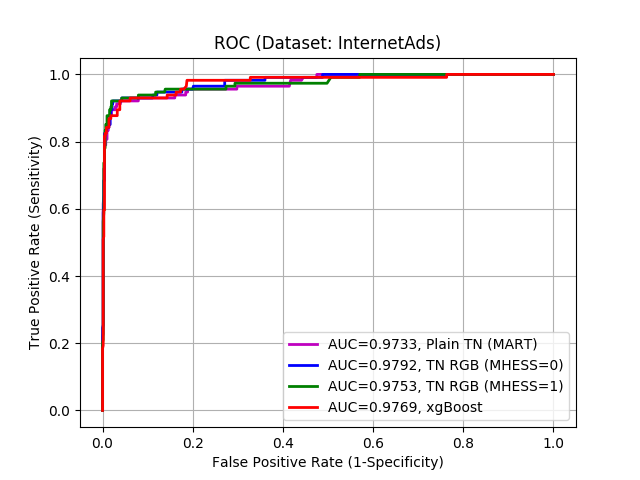 ROC (Dataset: InternetAds)
True Positive Rate (Sensitivity)
1.0
0.8
0.6
0.4
0.2
0.0
AUC=0.9733, Plain TN (MART)
AUC=0.9792, TN RGB (MHESS=0)
AUC=0.9753, TN RGB (MHESS=1)
AUC=0.9769, xgBoost
0.0 0.2 0.4 0.6 0.8 1.0
False Positive Rate (1-Specificity)